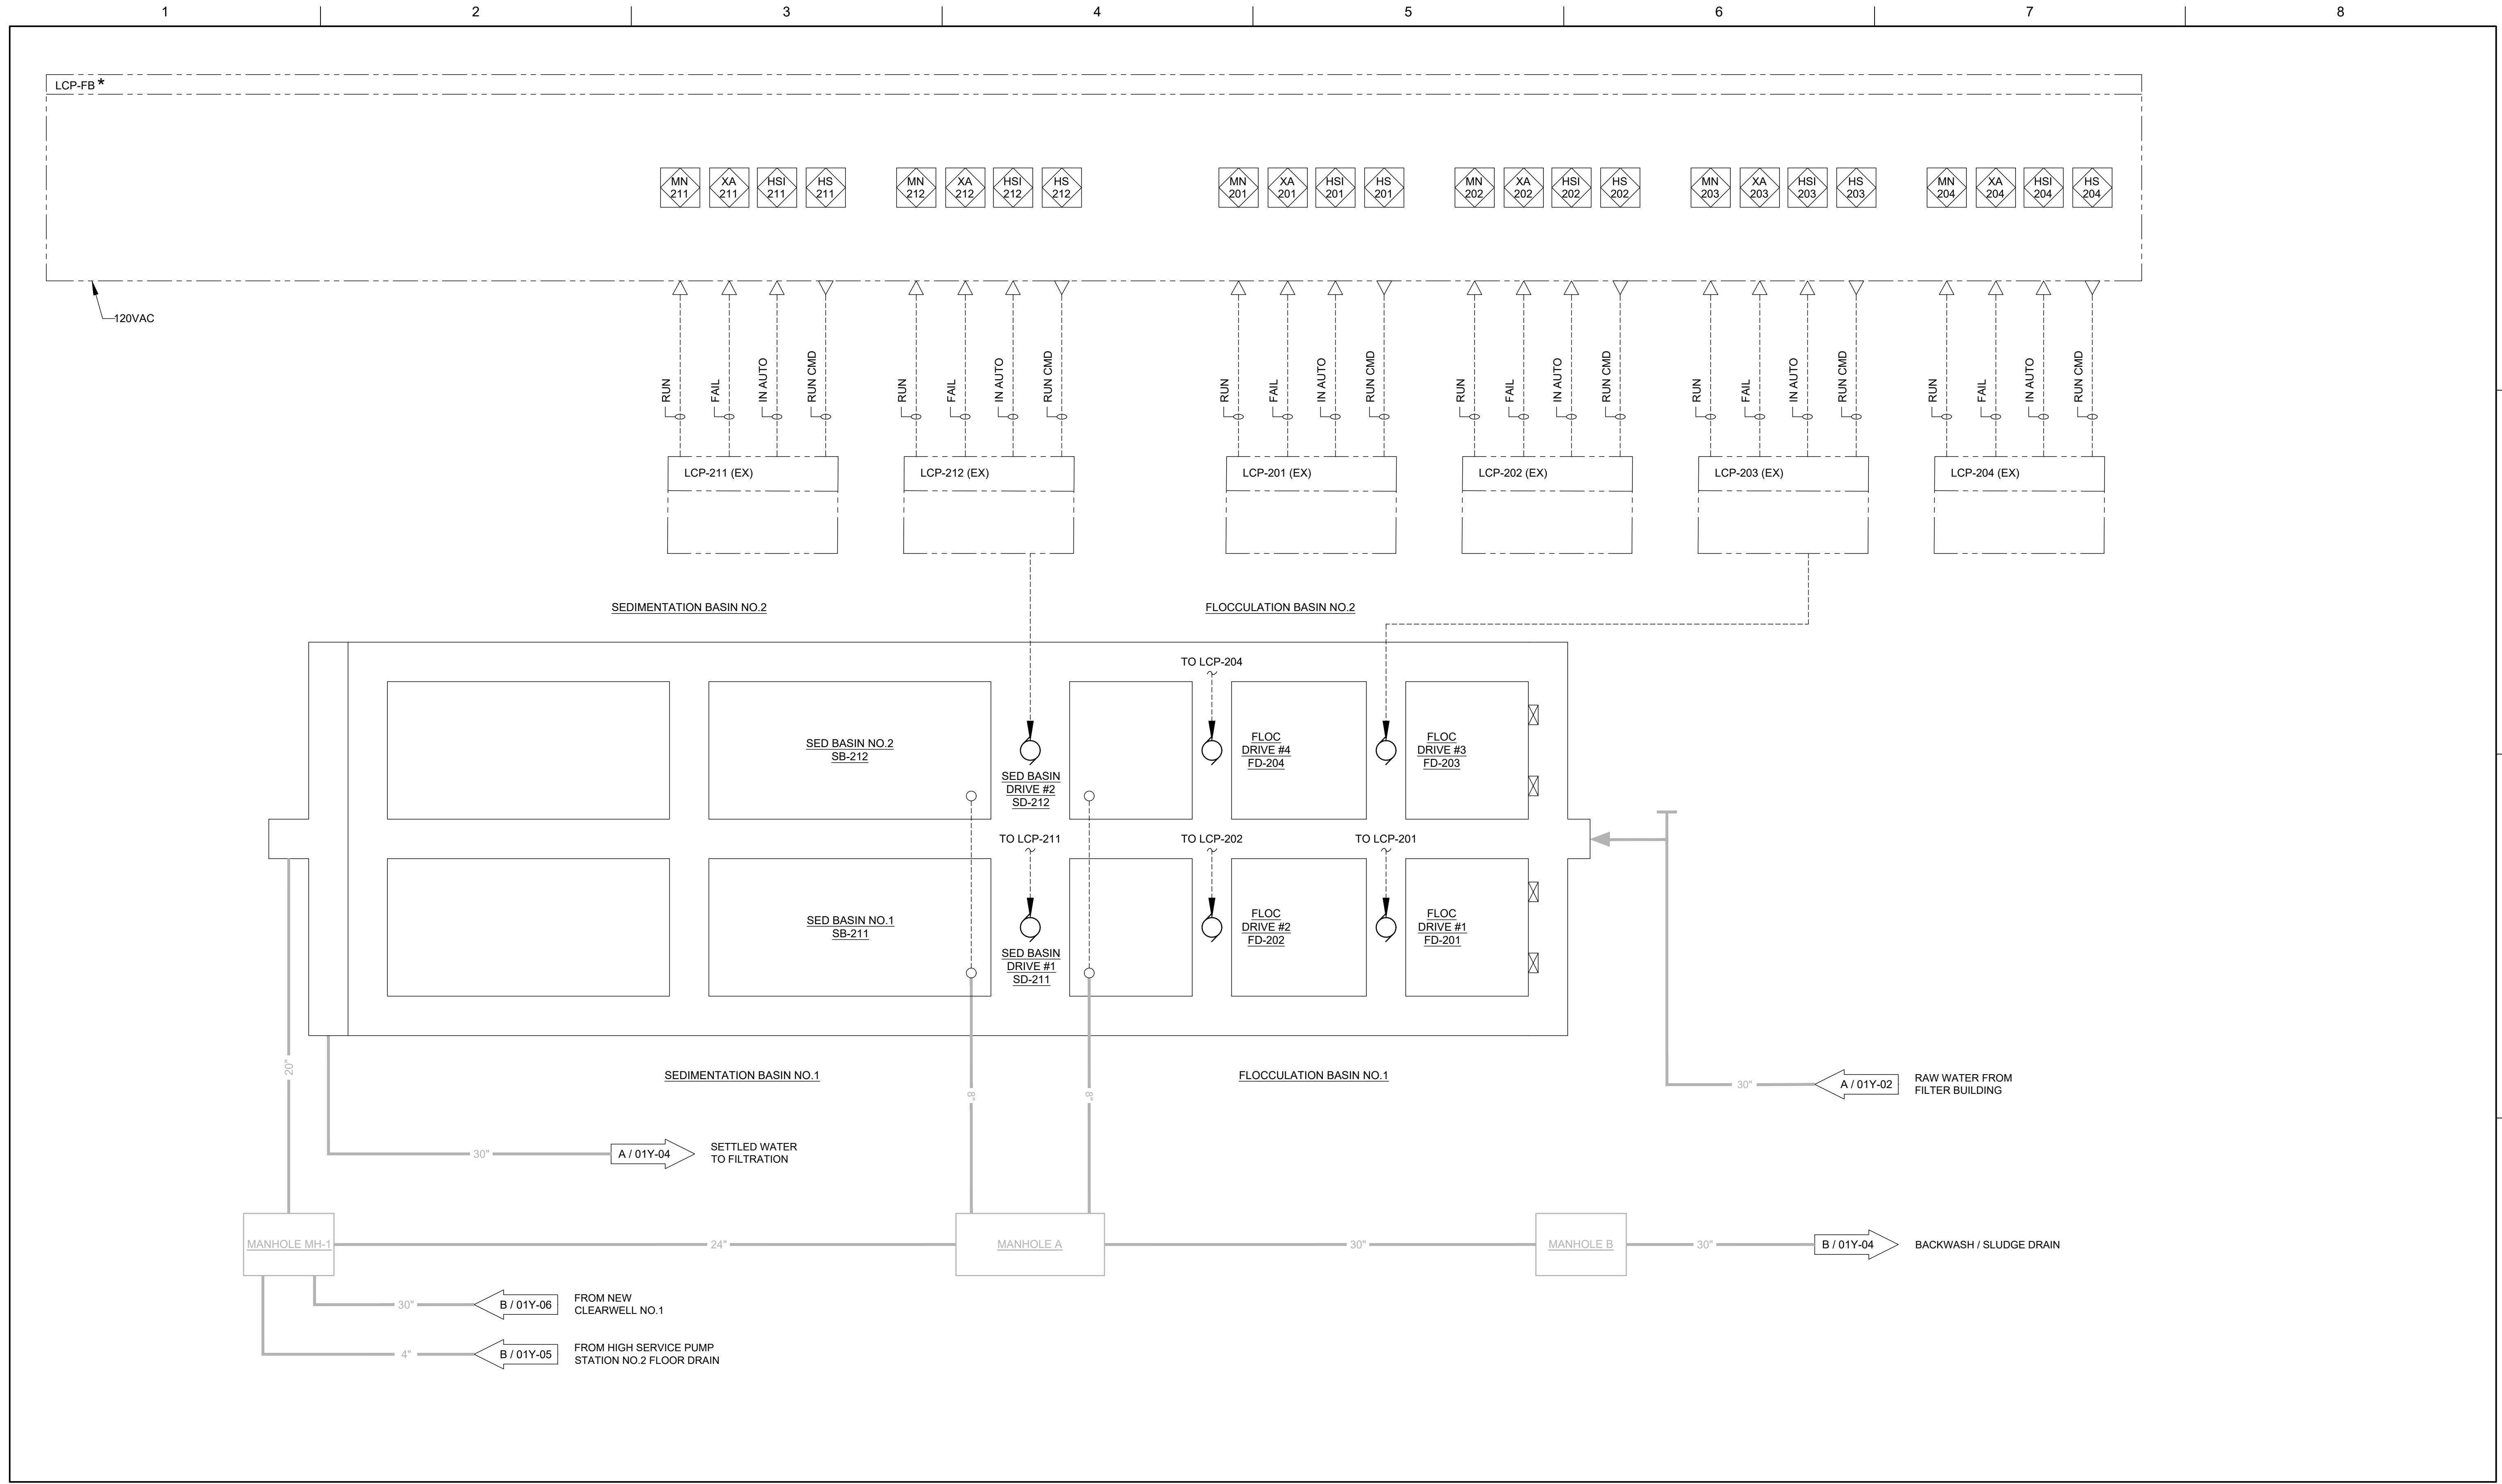 1 2 3 4 5 6 7 8
LCP-FB *
MN XA HSI HS MN XA HSI HS MN XA HSI HS MN XA HSI HS MN XA HSI HS MN XA HSI HS
211 211 211 211 212 212 212 212 201 201 201 201 202 202 202 202 203 203 203 203 204 204 204 204
120VAC
RUN
FAIL
IN AUTO
RUN CMD
RUN
FAIL
IN AUTO
RUN CMD
RUN
FAIL
IN AUTO
RUN CMD
RUN
FAIL
IN AUTO
RUN CMD
RUN
FAIL
IN AUTO
RUN CMD
RUN
FAIL
IN AUTO
RUN CMD
LCP-211 (EX)
LCP-212 (EX)
LCP-201 (EX)
LCP-202 (EX)
LCP-203 (EX)
LCP-204 (EX)
SEDIMENTATION BASIN NO.2
FLOCCULATION BASIN NO.2
TO LCP-204
SED BASIN NO.2
SB-212
SED BASIN
DRIVE #2
SD-212
FLOC
DRIVE #4
FD-204
FLOC
DRIVE #3
FD-203
TO LCP-211
TO LCP-202
TO LCP-201
SED BASIN NO.1
SB-211
SED BASIN
DRIVE #1
SD-211
FLOC
DRIVE #2
FD-202
FLOC
DRIVE #1
FD-201
20"
SEDIMENTATION BASIN NO.1
FLOCCULATION BASIN NO.1
8"
8"
30"
A / 01Y-02
RAW WATER FROM
FILTER BUILDING
30"
A / 01Y-04
SETTLED WATER
TO FILTRATION
MANHOLE MH-1
24"
MANHOLE A
30"
MANHOLE B
30"
B / 01Y-04
BACKWASH / SLUDGE DRAIN
30"
B / 01Y-06
FROM NEW
CLEARWELL NO.1
4"
B / 01Y-05
FROM HIGH SERVICE PUMP
STATION NO.2 FLOOR DRAIN